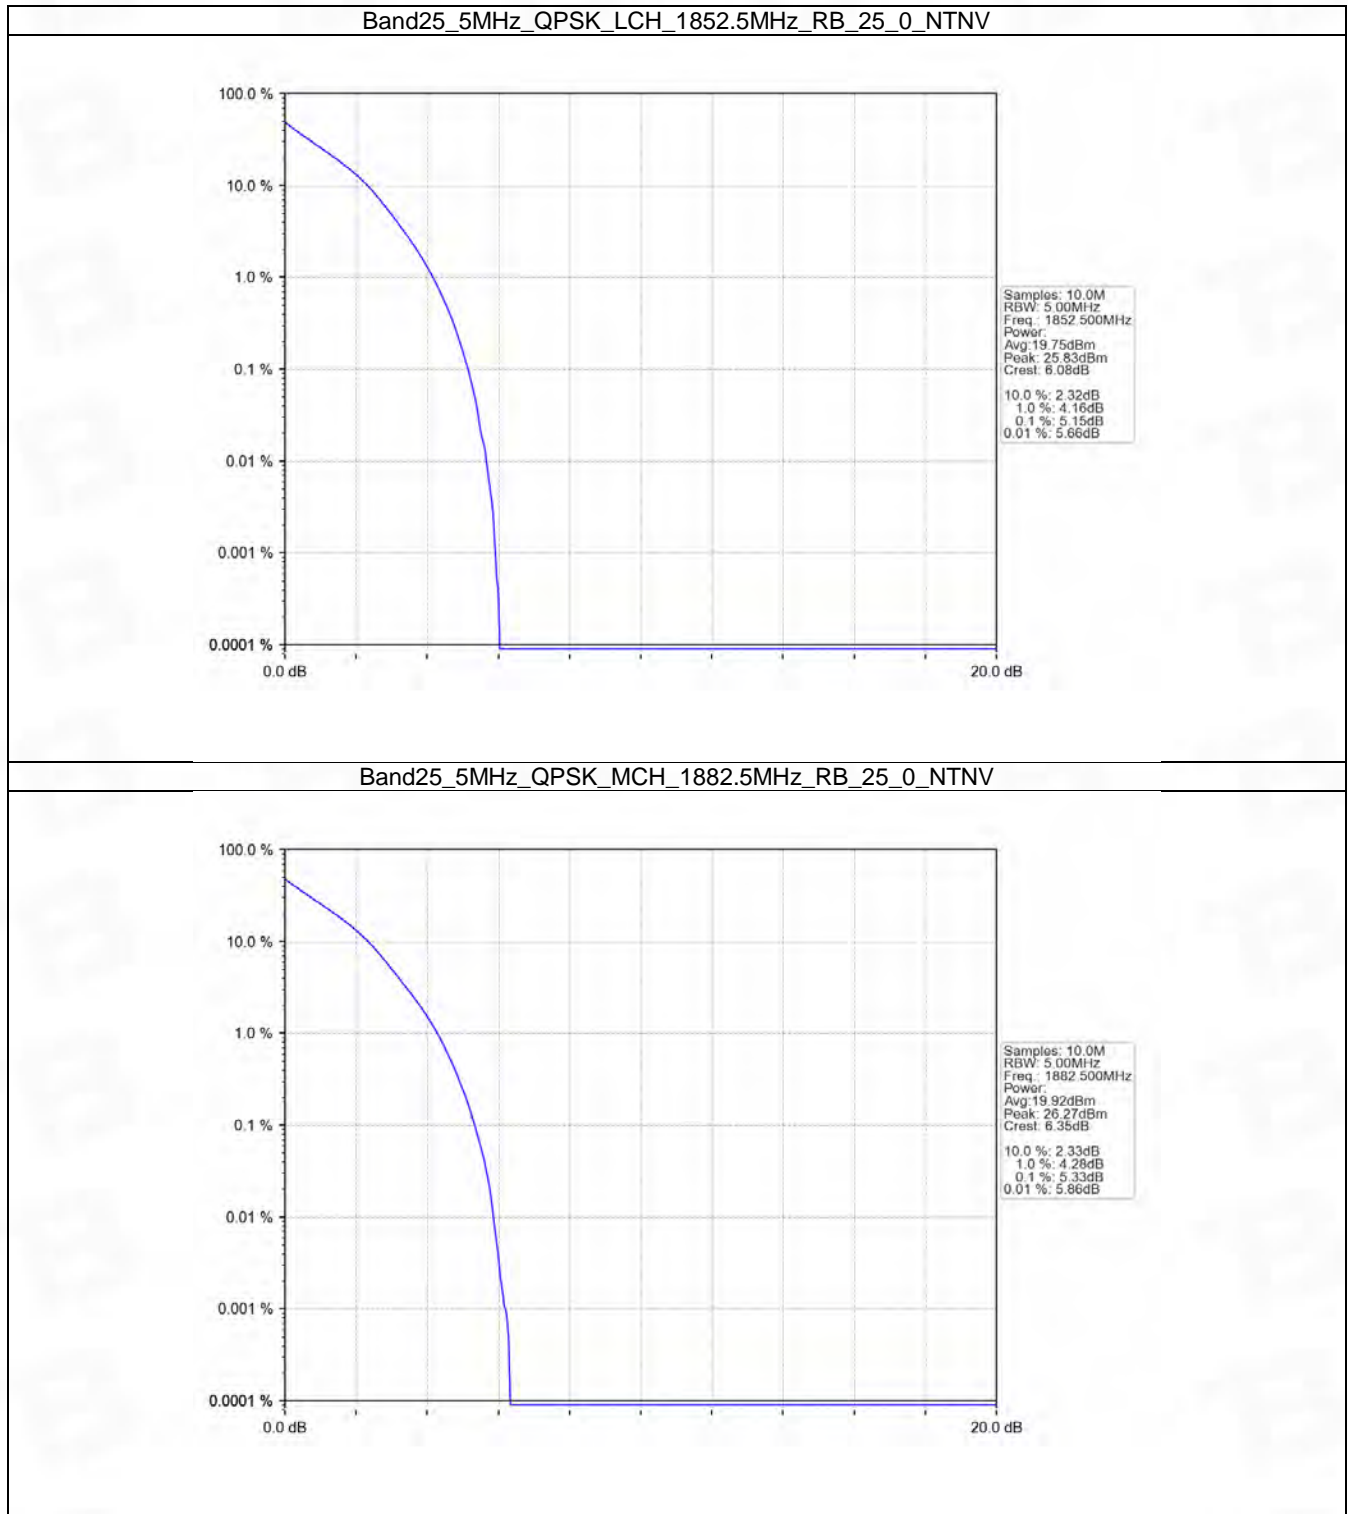 Band25_5MHz_QPSK_LCH_1852.5MHz_RB_25_0_NTNV
100.0 %
10.0 %
1.0 %
0.1 %
0.01 %
0.001 %
0.0001 %
0.0 dB
20.0 dB
Samples: 10.0M
RBW: 5.00MHz
Freq.: 1852.500MHz
Power:
Avg:19.75dBm
Peak: 25.83dBm
Crest: 6.08dB
10.0 %: 2.32dB
1.0 %: 4.16dB
0.1 %: 5.15dB
0.01 %: 5.66dB
Band25_5MHz_QPSK_MCH_1882.5MHz_RB_25_0_NTNV
100.0 %
10.0 %
1.0 %
0.1 %
0.01 %
0.001 %
0.0001 %
0.0 dB
20.0 dB
Samples: 10.0M
RBW: 5.00MHz
Freq.: 1882.500MHz
Power:
Avg:19.92dBm
Peak: 26.27dBm
Crest: 6.35dB
10.0 %: 2.33dB
1.0 %: 4.28dB
0.1 %: 5.33dB
0.01 %: 5.86dB